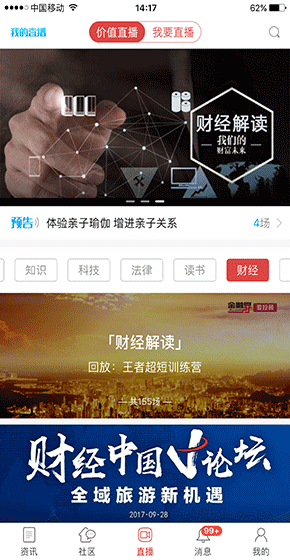 中国移动
14:17
62%
我的直播
价值直播
我要直播
财经解读
我们的
财富未来
预告
体验亲子瑜伽 增进亲子关系
4场
知识
科技
法律
读书
财经
金融界
爱投顾
「财经解读」
回放：王者超短训练营
共155场
财经中国V论坛
全域旅游新机遇
2017-09-28
资讯
社区
直播
99+
消息
我的